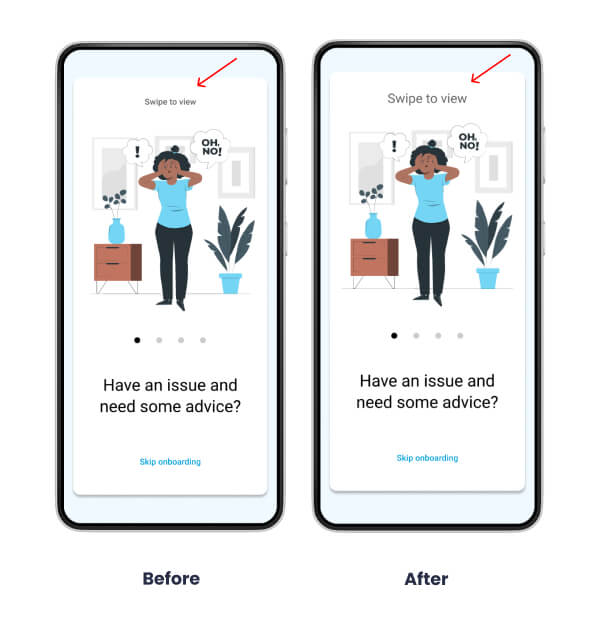 Swipe to view
!
OH,
NO!
Have an issue and
need some advice?
Skip onboarding
Before
Swipe to view
!
OH,
NO!
Have an issue and
need some advice?
Skip onboarding
After